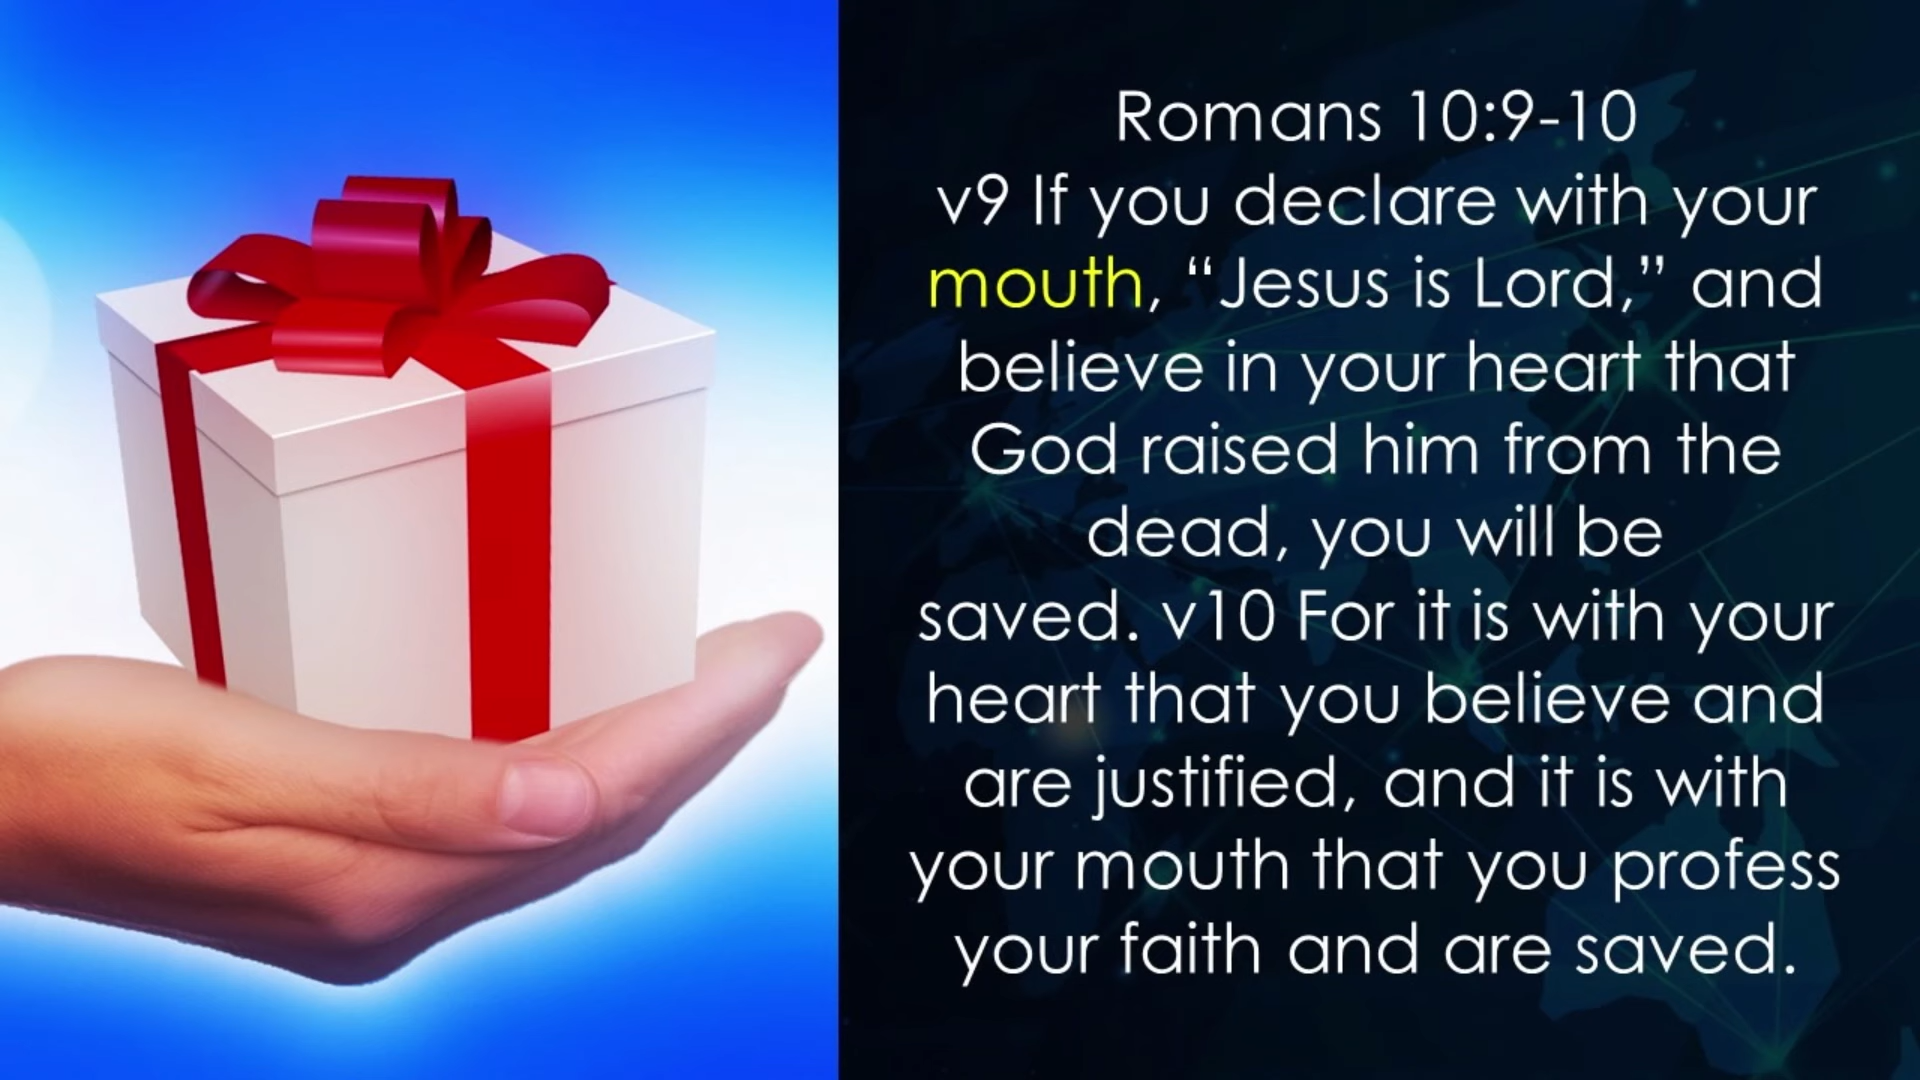 Romans 10:9-10
v9 If you declare with your
mouth, “Jesus is Lord,” and
believe in your heart that
God raised him from the
dead, you will be
saved. v10 For it is with your
heart that you believe and
are justified, and it is with
your mouth that you profess
your faith and are saved.